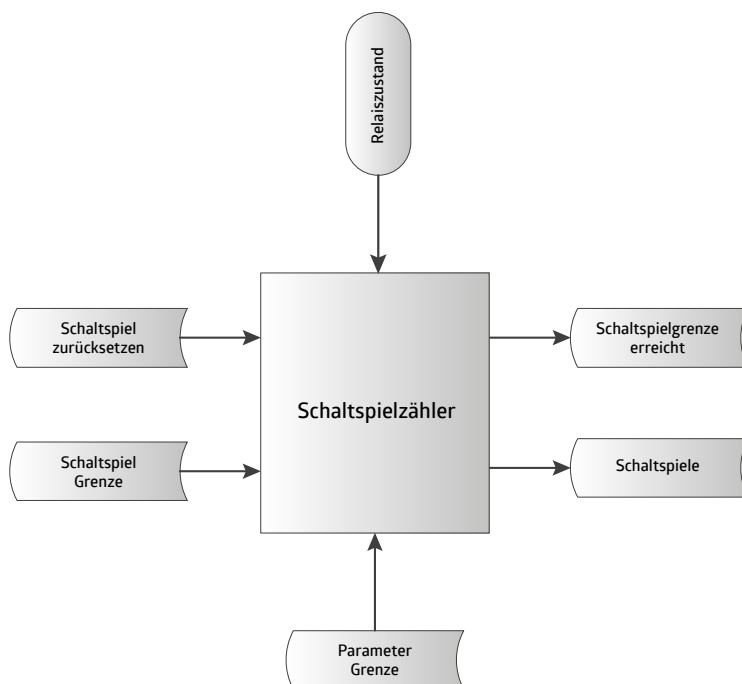 Relaiszustand
Schaltspiel
zurücksetzen
Schaltspielgrenze
erreicht
Schaltspielzähler
Schaltspiel
Grenze
Schaltspiele
Parameter
Grenze